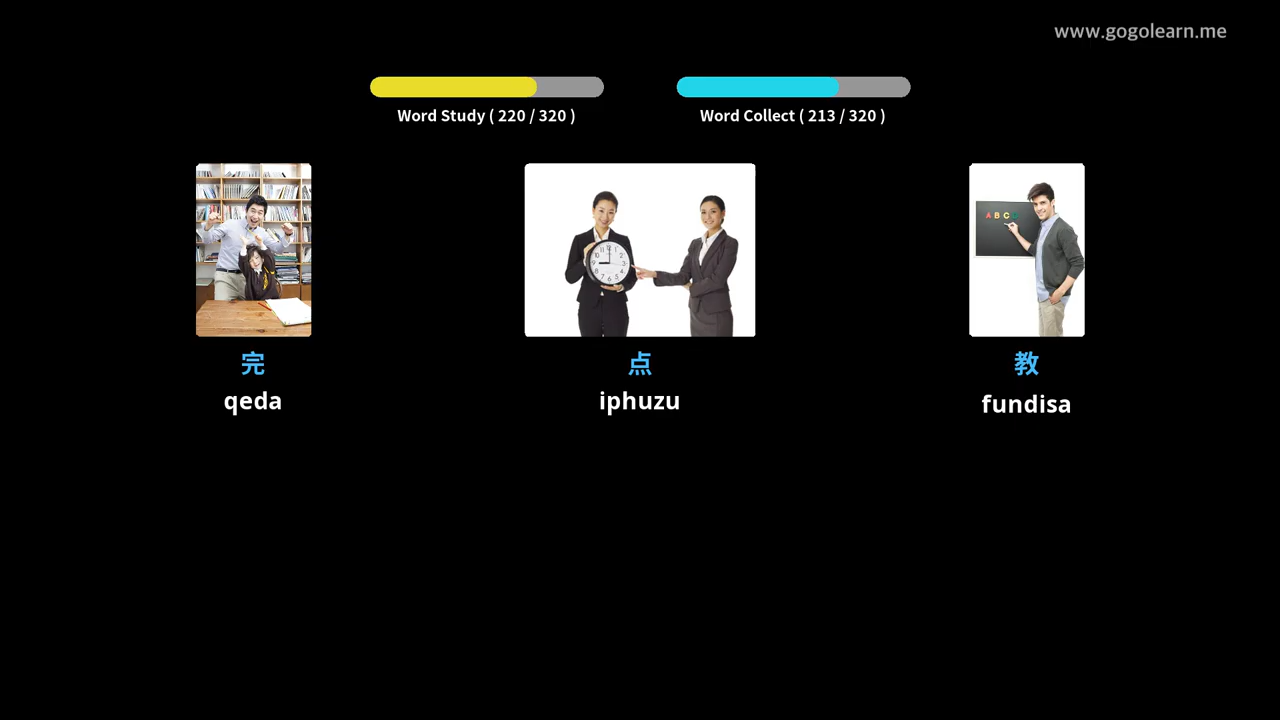 www.gogolearn.me
Word Study ( 220 / 320 )
Word Collect ( 213 / 320 )
完
点
教
qeda
iphuzu
fundisa
A B C